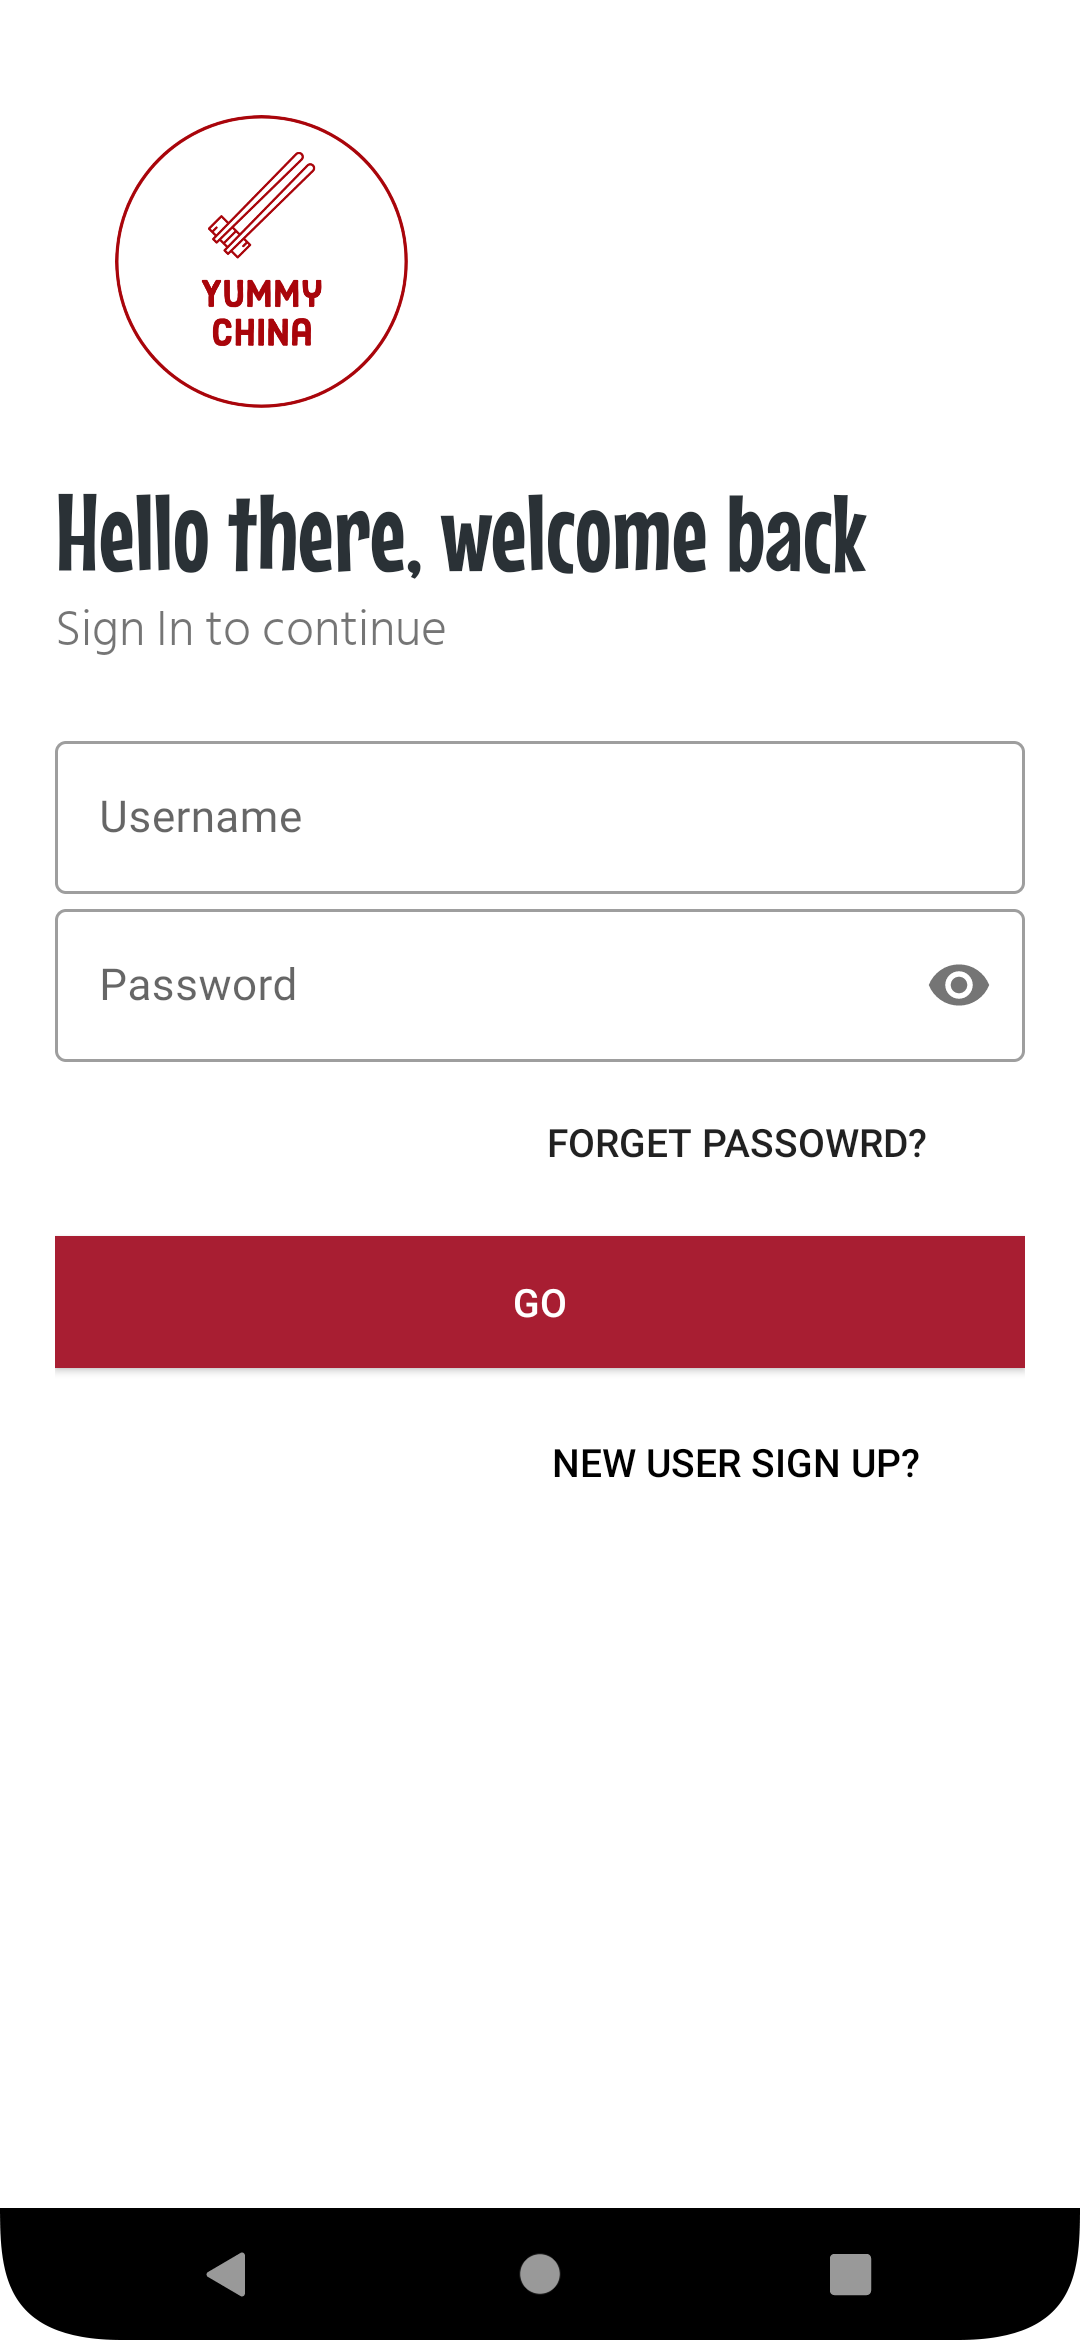 YUMMY
CHINA
Hello there, welcome back
Sign In to continue
Username
Password
FORGET PASSOWRD?
GO
NEW USER SIGN UP?